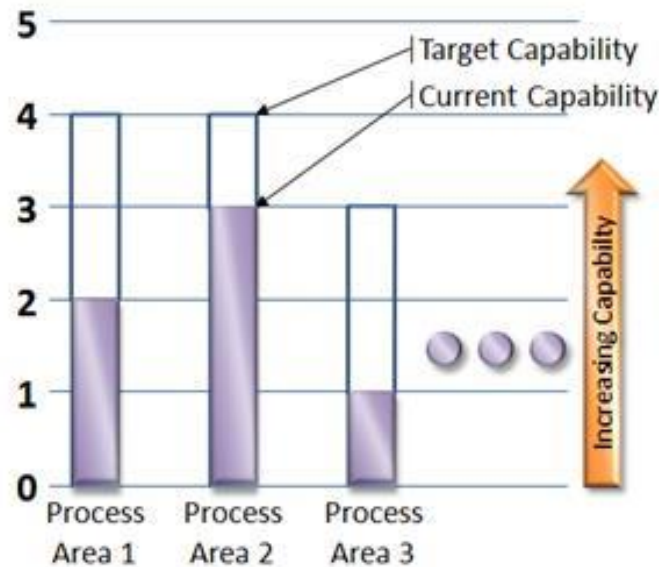 5
Target Capability
Current Capability
4
3
2
1
0
Increasing Capabilty
Process
Area 1
Process
Area 2
Process
Area 3